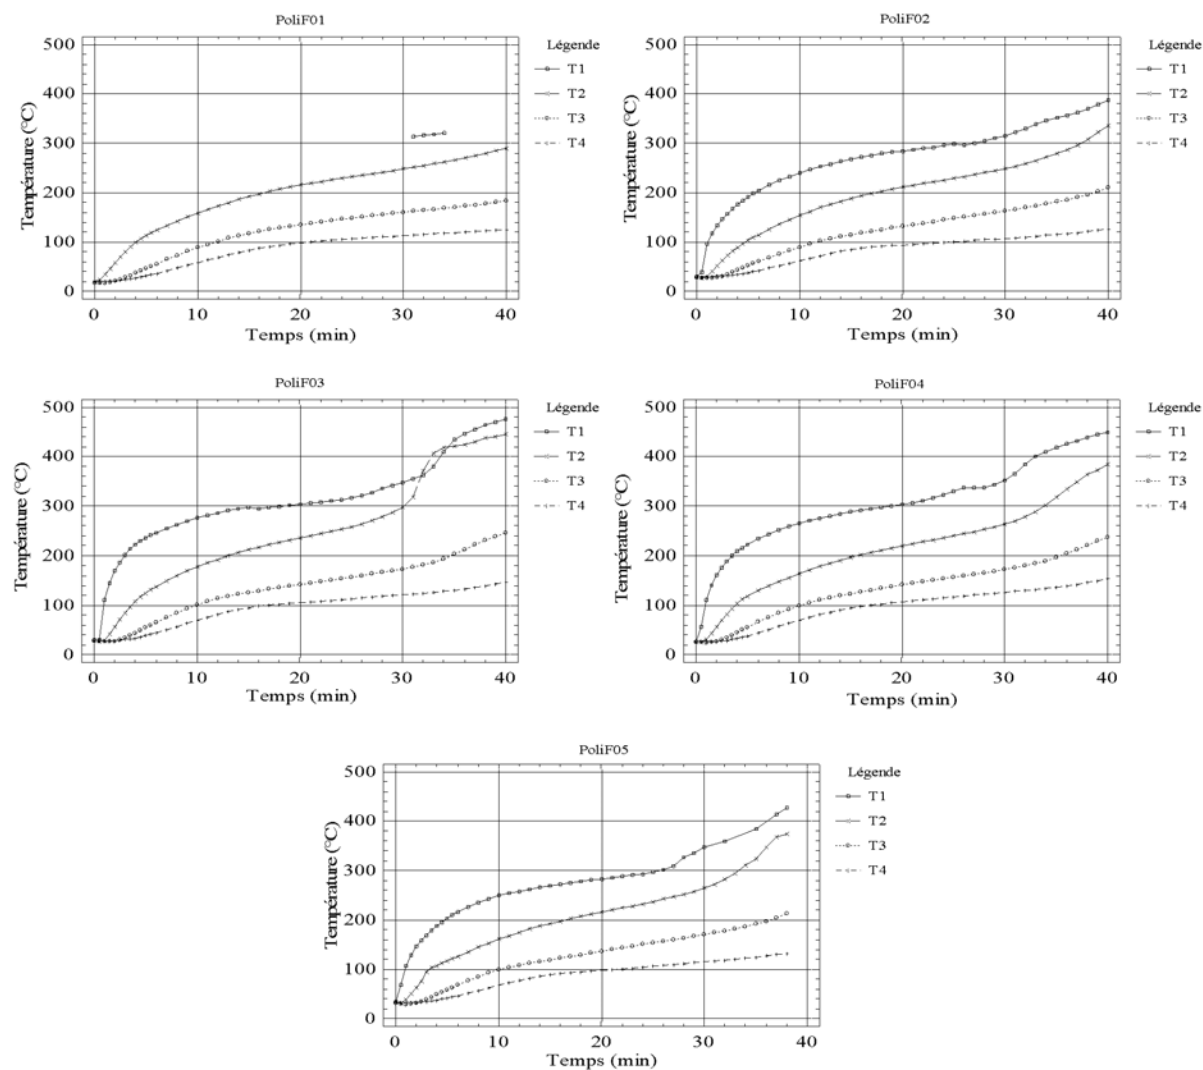 PoliF01
500
400
300
200
100
0
Température (°C)
0 10 20 30 40
Temps (min)
Légende
T1
T2
T3
T4
PoliF02
500
400
300
200
100
0
Température (°C)
0 10 20 30 40
Temps (min)
Légende
T1
T2
T3
T4
PoliF03
500
400
300
200
100
0
Température (°C)
0 10 20 30 40
Temps (min)
Légende
T1
T2
T3
T4
PoliF04
500
400
300
200
100
0
Température (°C)
0 10 20 30 40
Temps (min)
Légende
T1
T2
T3
T4
PoliF05
500
400
300
200
100
0
Température (°C)
0 10 20 30 40
Temps (min)
Légende
T1
T2
T3
T4